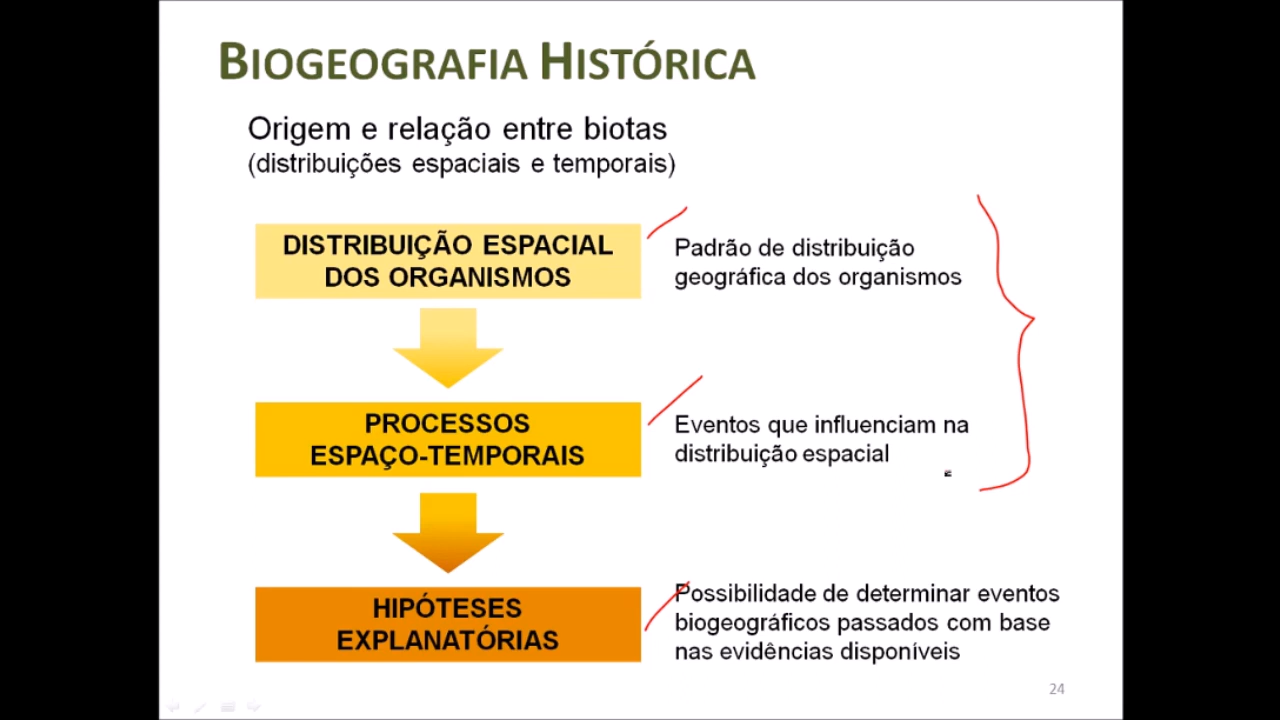 BIOGEOGRAFIA HISTÓRICA
Origem e relação entre biotas
(distribuições espaciais e temporais)
DISTRIBUIÇÃO ESPACIAL
DOS ORGANISMOS
Padrão de distribuição
geográfica dos organismos
PROCESSOS
ESPAÇO-TEMPORAIS
Eventos que influenciam na
distribuição espacial
HIPÓTESES
EXPLANATÓRIAS
Possibilidade de determinar eventos
biogeográficos passados com base
nas evidências disponíveis
24